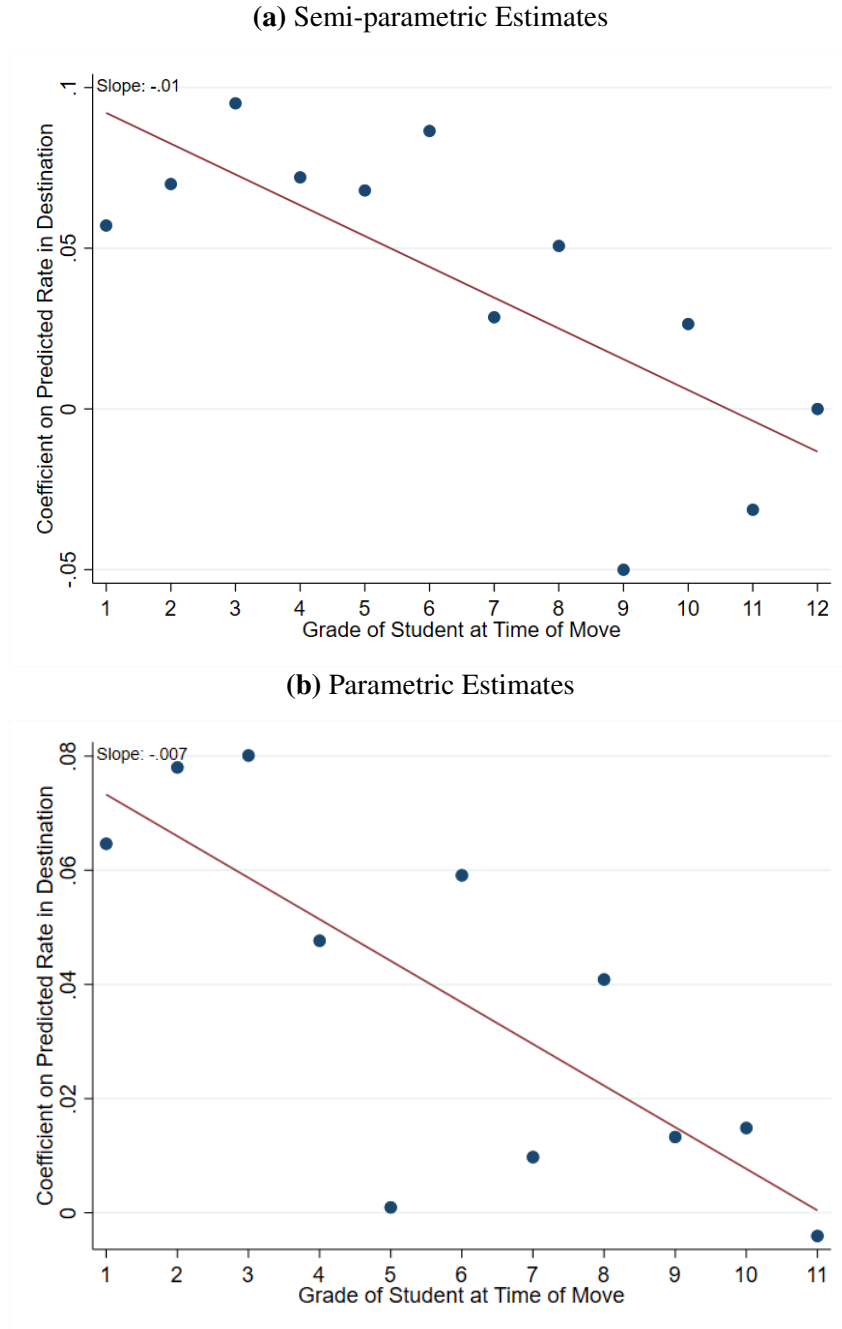 (a) Semi-parametric Estimates
Slope: -.01
Coefficient on Predicted Rate in Destination
.1
.05
0
-.05
1 2 3 4 5 6 7 8 9 10 11 12
Grade of Student at Time of Move
(b) Parametric Estimates
Slope: -.007
Coefficient on Predicted Rate in Destination
.08
.06
.04
.02
0
1 2 3 4 5 6 7 8 9 10 11
Grade of Student at Time of Move